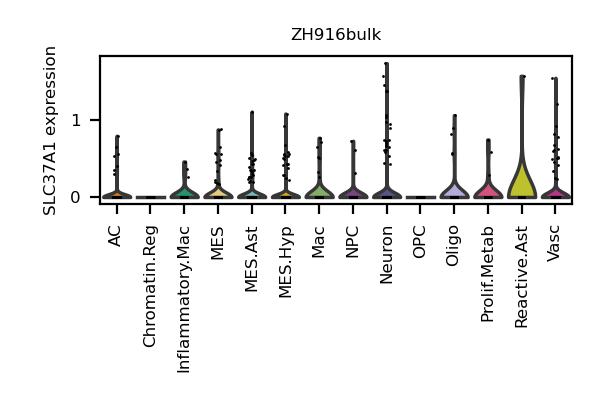 ZH916bulk
SLC37A1 expression
1
0
AC
Chromatin.Reg
Inflammatory.Mac
MES
MES.Ast
MES.Hyp
Mac
NPC
Neuron
OPC
Oligo
Prolif.Metab
Reactive.Ast
Vasc